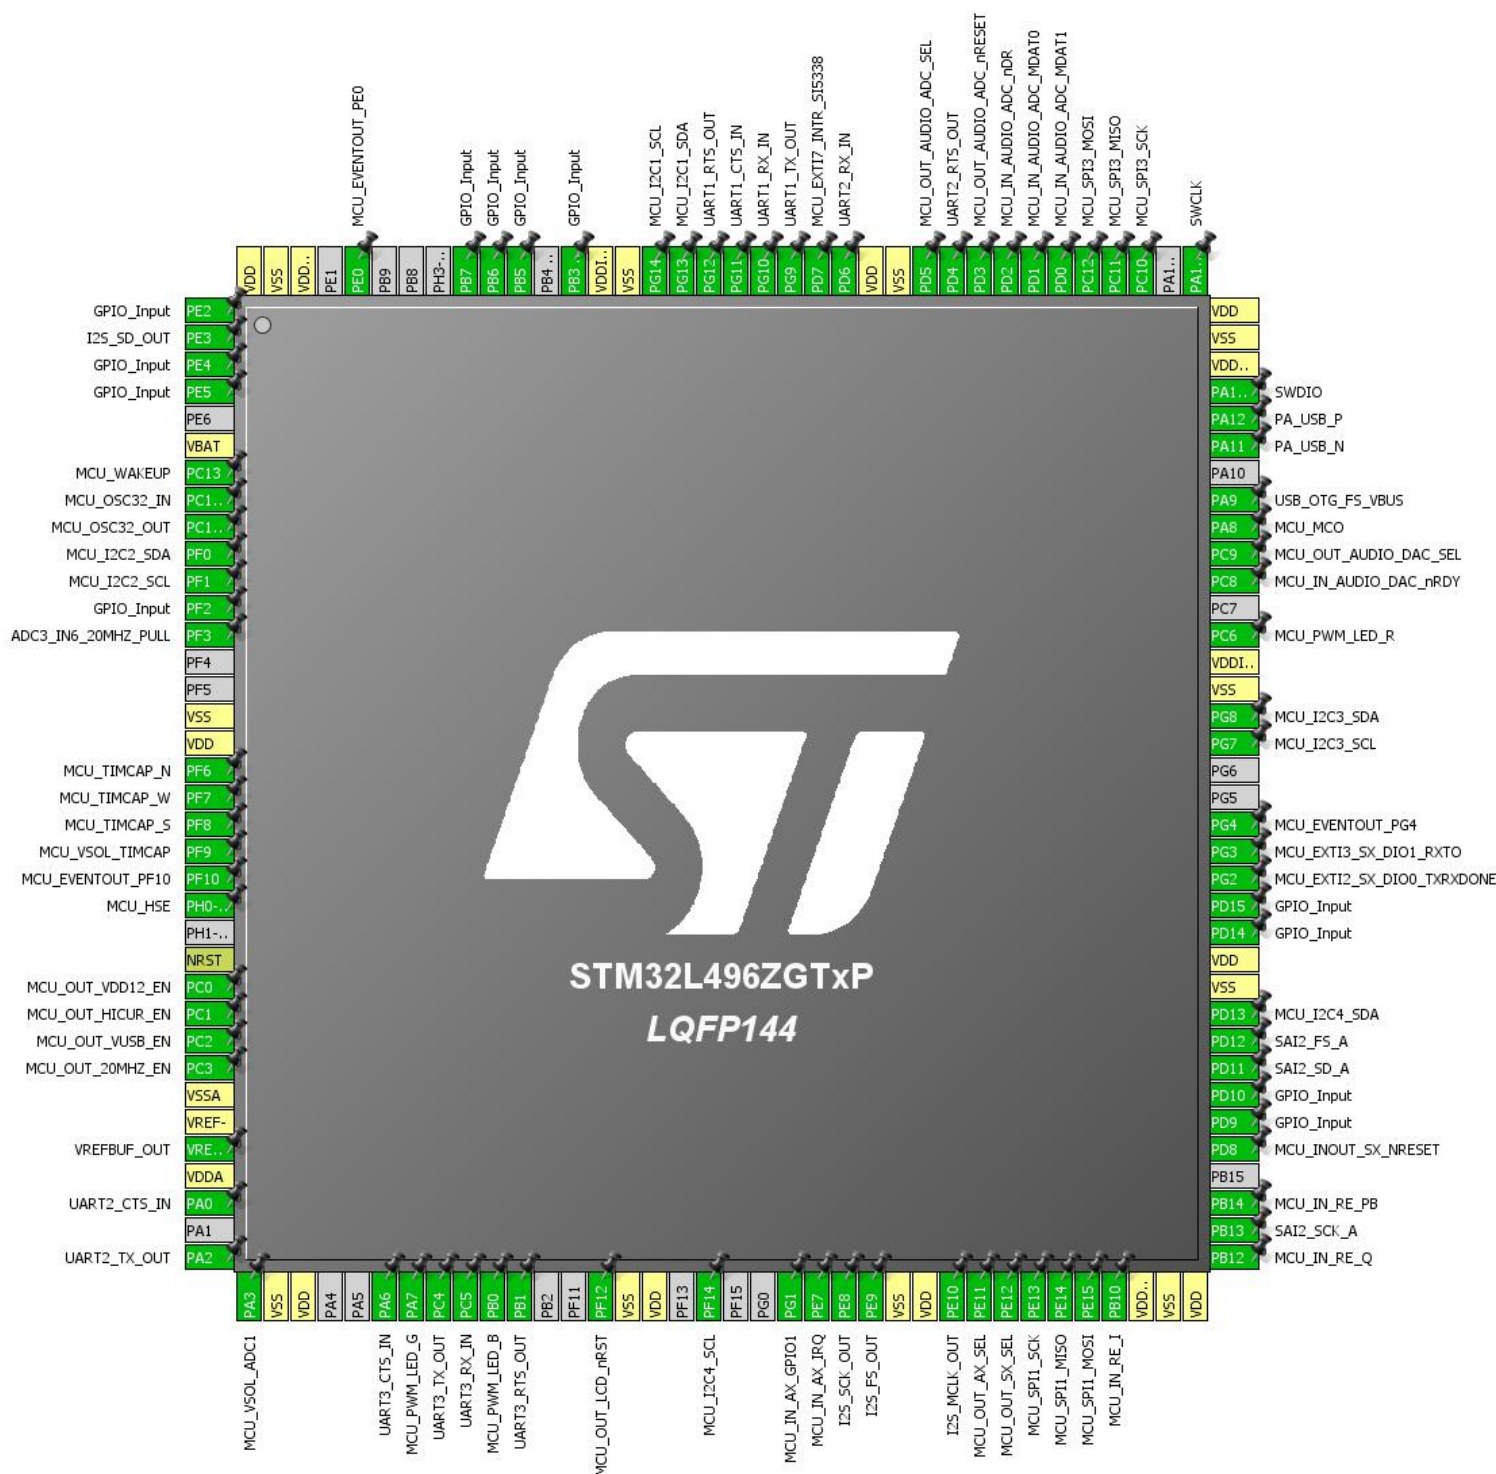 MCU_EVENTOUT_PE0
GPIO_Input
GPIO_Input
GPIO_Input
GPIO_Input
MCU_I2C1_SCL
MCU_I2C1_SDA
UART1_RTS_OUT
UART1_CTS_IN
UART1_RX_IN
UART1_TX_OUT
MCU_EXTI7_INTR_SI5338
UART2_RX_IN
MCU_OUT_AUDIO_ADC_SEL
UART2_RTS_OUT
MCU_OUT_AUDIO_ADC_nRESET
MCU_IN_AUDIO_ADC_nDR
MCU_IN_AUDIO_ADC_MDAT0
MCU_IN_AUDIO_ADC_MDAT1
MCU_SPI3_MOSI
MCU_SPI3_MISO
MCU_SPI3_SCK
SWCLK
VDD
VSS
VDD..
PE1
PE0
PB9
PB8
PH3-..
PB7
PB6
PB5
PB4 ..
PB3 ..
VDDI..
VSS
PG14
PG13
PG12
PG11
PG10
PG9
PD7
PD6
VDD
VSS
PD5
PD4
PD3
PD2
PD1
PD0
PC12
PC11
PC10
PA1..
PA1..
GPIO_Input PE2
I2S_SD_OUT PE3
GPIO_Input PE4
GPIO_Input PE5
PE6
VBAT
MCU_WAKEUP PC13
MCU_OSC32_IN PC1..
MCU_OSC32_OUT PC1..
MCU_I2C2_SDA PF0
MCU_I2C2_SCL PF1
GPIO_Input PF2
ADC3_IN6_20MHZ_PULL PF3
PF4
PF5
VSS
VDD
MCU_TIMCAP_N PF6
MCU_TIMCAP_W PF7
MCU_TIMCAP_S PF8
MCU_VSOL_TIMCAP PF9
MCU_EVENTOUT_PF10 PF10
MCU_HSE PH0-..
PH1-..
NRST
MCU_OUT_VDD12_EN PC0
MCU_OUT_HICUR_EN PC1
MCU_OUT_VUSB_EN PC2
MCU_OUT_20MHZ_EN PC3
VSSA
VREF-
VREFBUF_OUT VRE..
VDDA
UART2_CTS_IN PA0
PA1
UART2_TX_OUT PA2
ST
STM32L496ZGTxP
LQFP144
VDD
VSS
VDD..
PA1.. SWDIO
PA12 PA_USB_P
PA11 PA_USB_N
PA10
PA9 USB_OTG_FS_VBUS
PA8 MCU_MCO
PC9 MCU_OUT_AUDIO_DAC_SEL
PC8 MCU_IN_AUDIO_DAC_nRDY
PC7
PC6 MCU_PWM_LED_R
VDDI..
VSS
PG8 MCU_I2C3_SDA
PG7 MCU_I2C3_SCL
PG6
PG5
PG4 MCU_EVENTOUT_PG4
PG3 MCU_EXTI3_SX_DIO1_RXTO
PG2 MCU_EXTI2_SX_DIO0_TXRXDONE
PD15 GPIO_Input
PD14 GPIO_Input
VDD
VSS
PD13 MCU_I2C4_SDA
PD12 SAI2_FS_A
PD11 SAI2_SD_A
PD10 GPIO_Input
PD9 GPIO_Input
PD8 MCU_INOUT_SX_NRESET
PB15
PB14 MCU_IN_RE_PB
PB13 SAI2_SCK_A
PB12 MCU_IN_RE_Q
PA3
VSS
VDD
PA4
PA5
PA6
PA7
PC4
PC5
PB0
PB1
PB2
PF11
PF12
VSS
VDD
PF13
PF14
PF15
PG0
PG1
PE7
PE8
PE9
VSS
VDD
PE10
PE11
PE12
PE13
PE14
PE15
PB10
VDD..
VSS
VDD
MCU_VSOL_ADC1
UART3_CTS_IN
MCU_PWM_LED_G
UART3_TX_OUT
UART3_RX_IN
MCU_PWM_LED_B
UART3_RTS_OUT
MCU_OUT_LCD_nRST
MCU_I2C4_SCL
MCU_IN_AX_GPIO1
MCU_IN_AX_IRQ
I2S_SCK_OUT
I2S_FS_OUT
I2S_MCLK_OUT
MCU_OUT_AX_SEL
MCU_OUT_SX_SEL
MCU_SPI1_SCK
MCU_SPI1_MISO
MCU_SPI1_MOSI
MCU_IN_RE_I